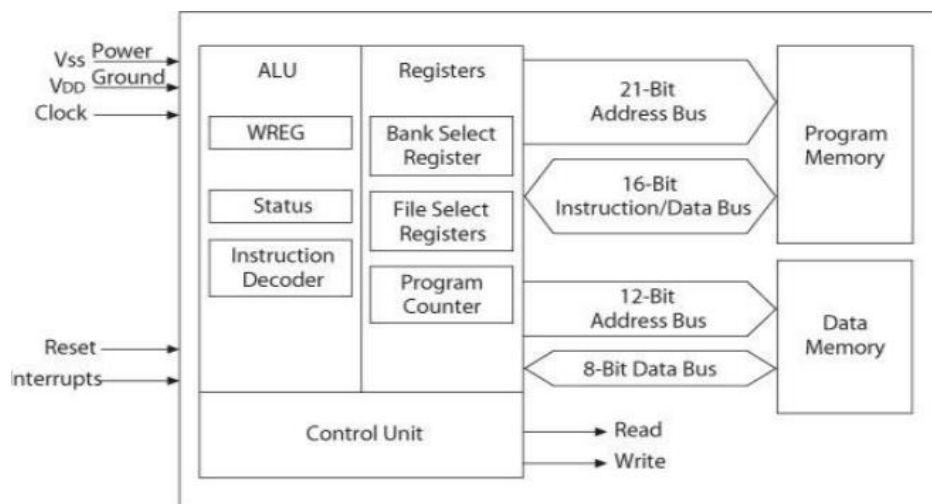 Vss Power
VDD Ground
Clock
Reset
Interrupts
ALU
WREG
Status
Instruction
Decoder
Registers
Bank Select
Register
File Select
Registers
Program
Counter
Control Unit
21-Bit
Address Bus
16-Bit
Instruction/Data Bus
12-Bit
Address Bus
8-Bit Data Bus
Read
Write
Program
Memory
Data
Memory